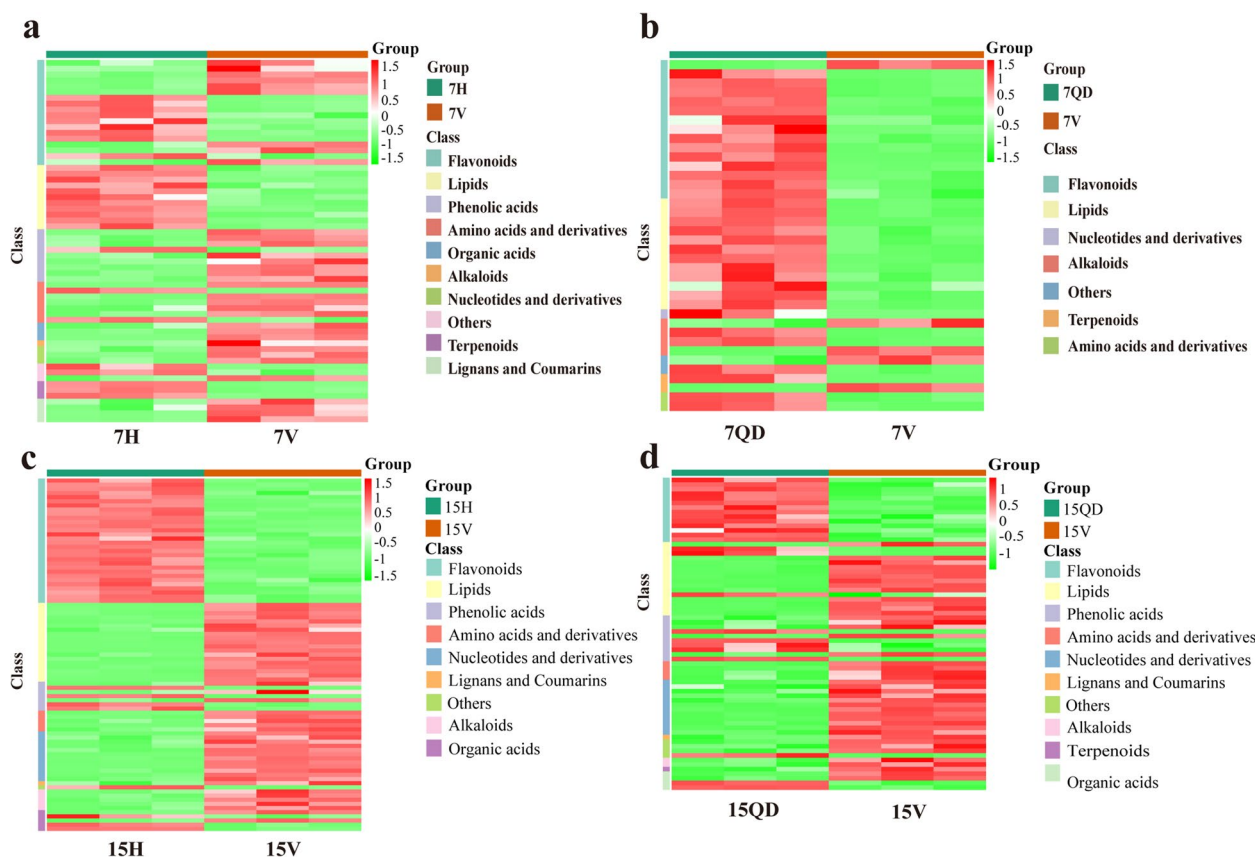 a
Group
1.5
1
0.5
0
-0.5
-1
-1.5
Group
7H
7V
Class
Flavonoids
Lipids
Phenolic acids
Amino acids and derivatives
Organic acids
Alkaloids
Nucleotides and derivatives
Others
Terpenoids
Lignans and Coumarins
Class
7H
7V
b
Group
1.5
1
0.5
0
-0.5
-1
-1.5
Group
7QD
7V
Class
Flavonoids
Lipids
Nucleotides and derivatives
Alkaloids
Others
Terpenoids
Amino acids and derivatives
Class
7QD
7V
c
Group
1.5
1
0.5
0
-0.5
-1
-1.5
Group
15H
15V
Class
Flavonoids
Lipids
Phenolic acids
Amino acids and derivatives
Nucleotides and derivatives
Lignans and Coumarins
Others
Alkaloids
Organic acids
Class
15H
15V
d
Group
1
0.5
0
-0.5
-1
Group
15QD
15V
Class
Flavonoids
Lipids
Phenolic acids
Amino acids and derivatives
Nucleotides and derivatives
Lignans and Coumarins
Others
Alkaloids
Terpenoids
Organic acids
Class
15QD
15V